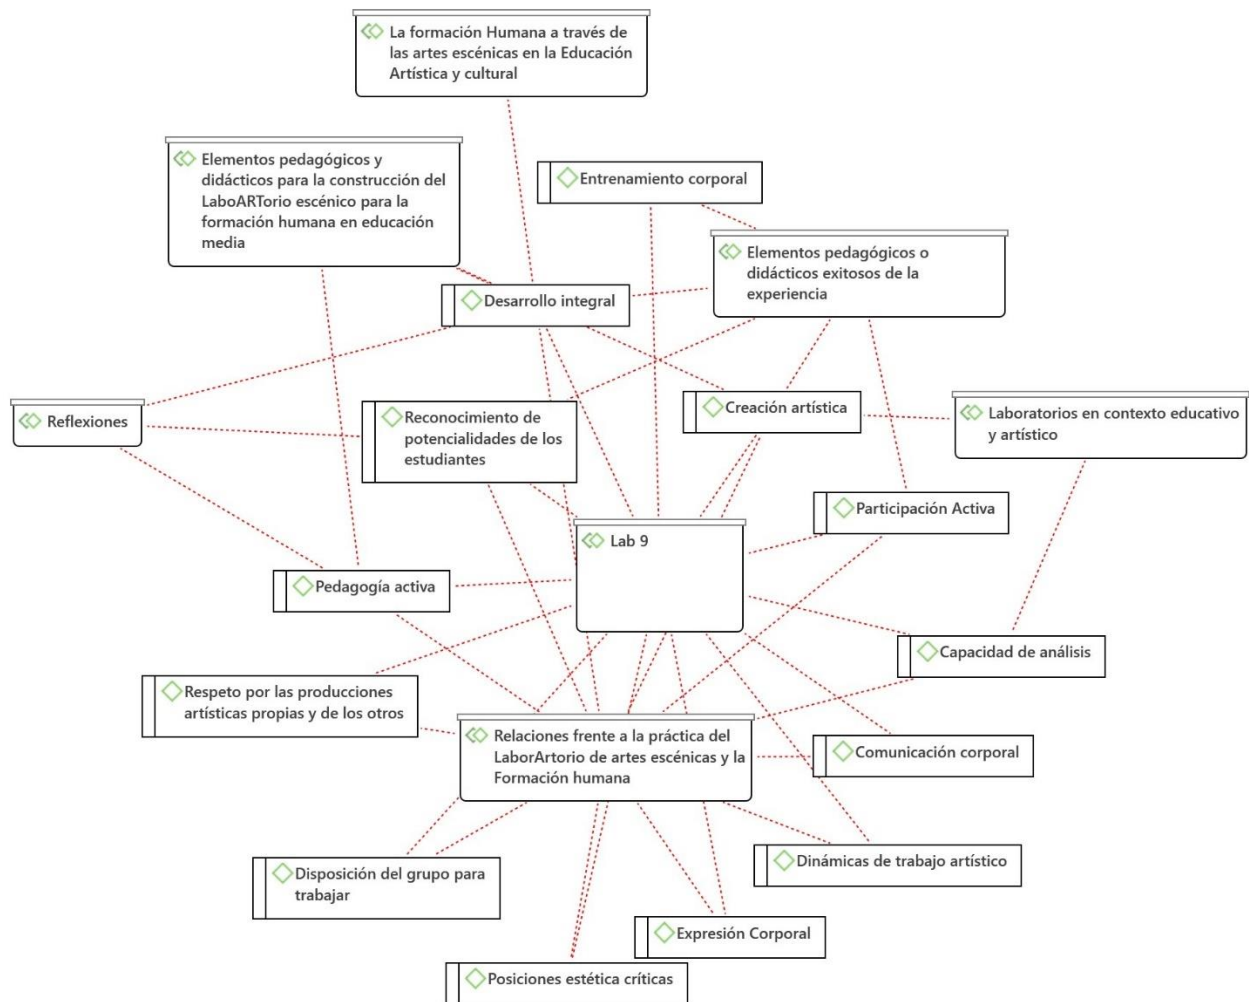 La formación Humana a través de
las artes escénicas en la Educación
Artística y cultural
Elementos pedagógicos y
didácticos para la construcción del
LaboARTorio escénico para la
formación humana en educación
media
Entrenamiento corporal
Elementos pedagógicos o
didácticos exitosos de la
experiencia
Desarrollo integral
Reflexiones
Reconocimiento de
potencialidades de los
estudiantes
Creación artística
Laboratorios en contexto educativo
y artístico
Participación Activa
Lab 9
Pedagogía activa
Capacidad de análisis
Respeto por las producciones
artísticas propias y de los otros
Relaciones frente a la práctica del
LaborArtorio de artes escénicas y la
Formación humana
Comunicación corporal
Disposición del grupo para
trabajar
Dinámicas de trabajo artístico
Expresión Corporal
Posiciones estética críticas